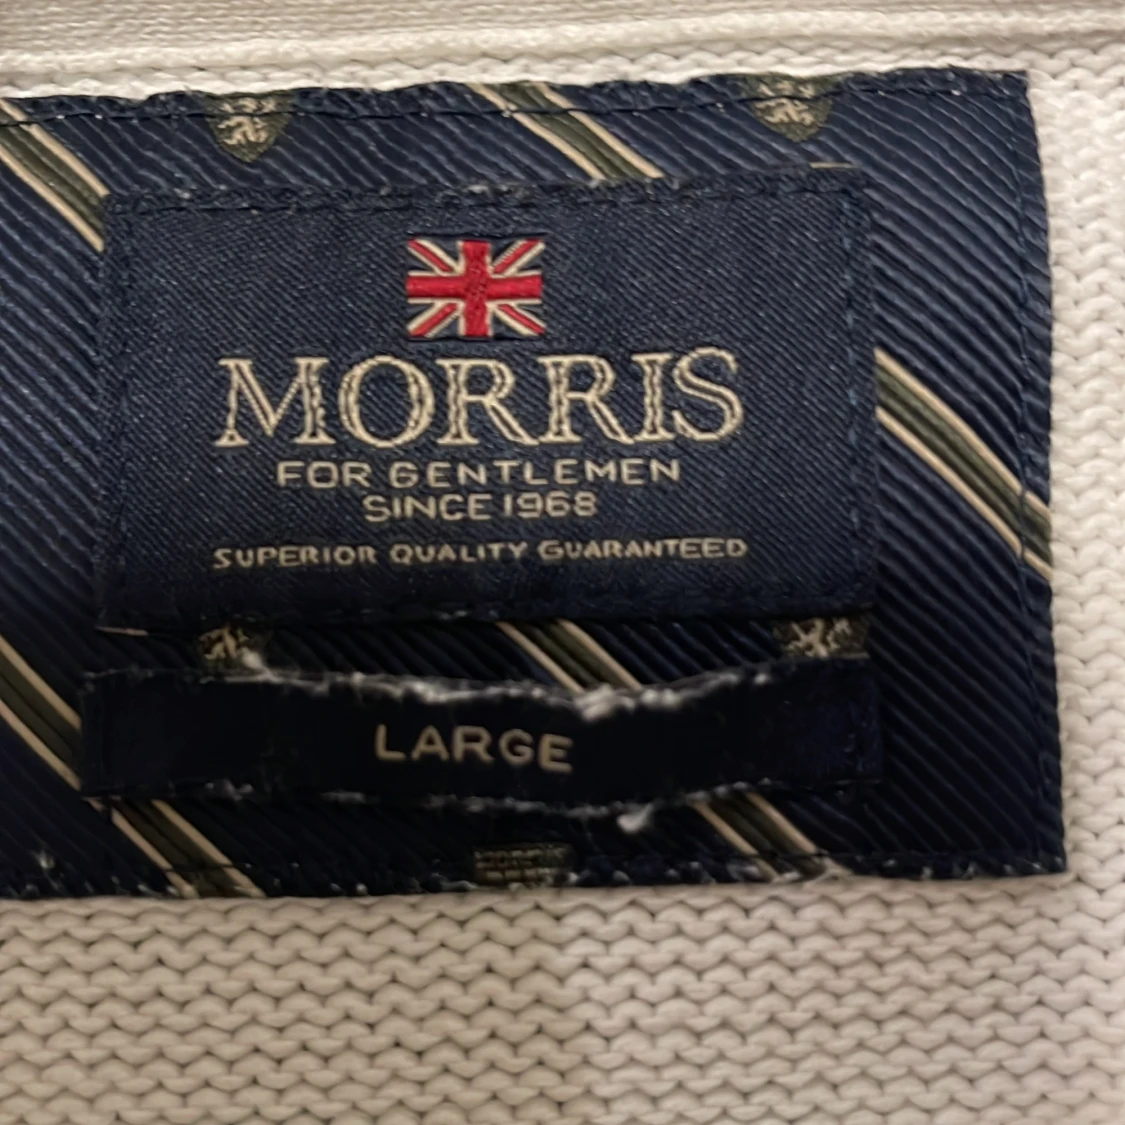 MORRIS
FOR GENTLEMEN
SINCE 1968
SUPERIOR QUALITY GUARANTEED
LARGE